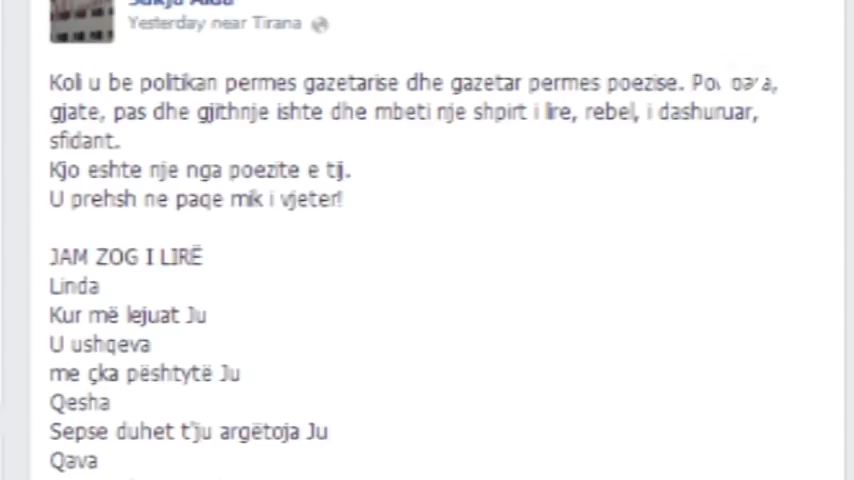 Yesterday near Tirana
Koli u be politikan permes gazetarise dhe gazetar permes poezise. Por para,
gjate, pas dhe gjithnje ishte dhe mbeti nje shpirt i lire, rebel, i dashuruar,
sfidant.
Kjo eshte nje nga poezite e tij.
U prehsh ne paqe mik i vjeter!
JAM ZOG I LIRË
Linda
Kur më lejuat Ju
U ushqeva
me çka pështytë Ju
Qesha
Sepse duhet t'ju argëtoja Ju
Qava